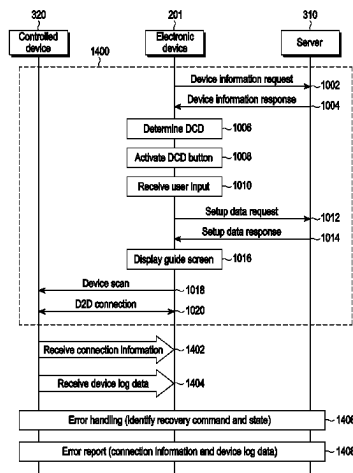 320
201
310
Controlled
device
Electronic
device
Server
1400
Device information request
1002
Device information response
1004
Determine DCD
1006
Activate DCD button
1008
Receive user input
1010
Setup data request
1012
Setup data response
1014
Display guide screen
1016
Device scan
1018
D2D connection
1020
Receive connection information
1402
Receive device log data
1404
Error handling (identify recovery command and state)
1406
Error report (connection information and device log data)
1408